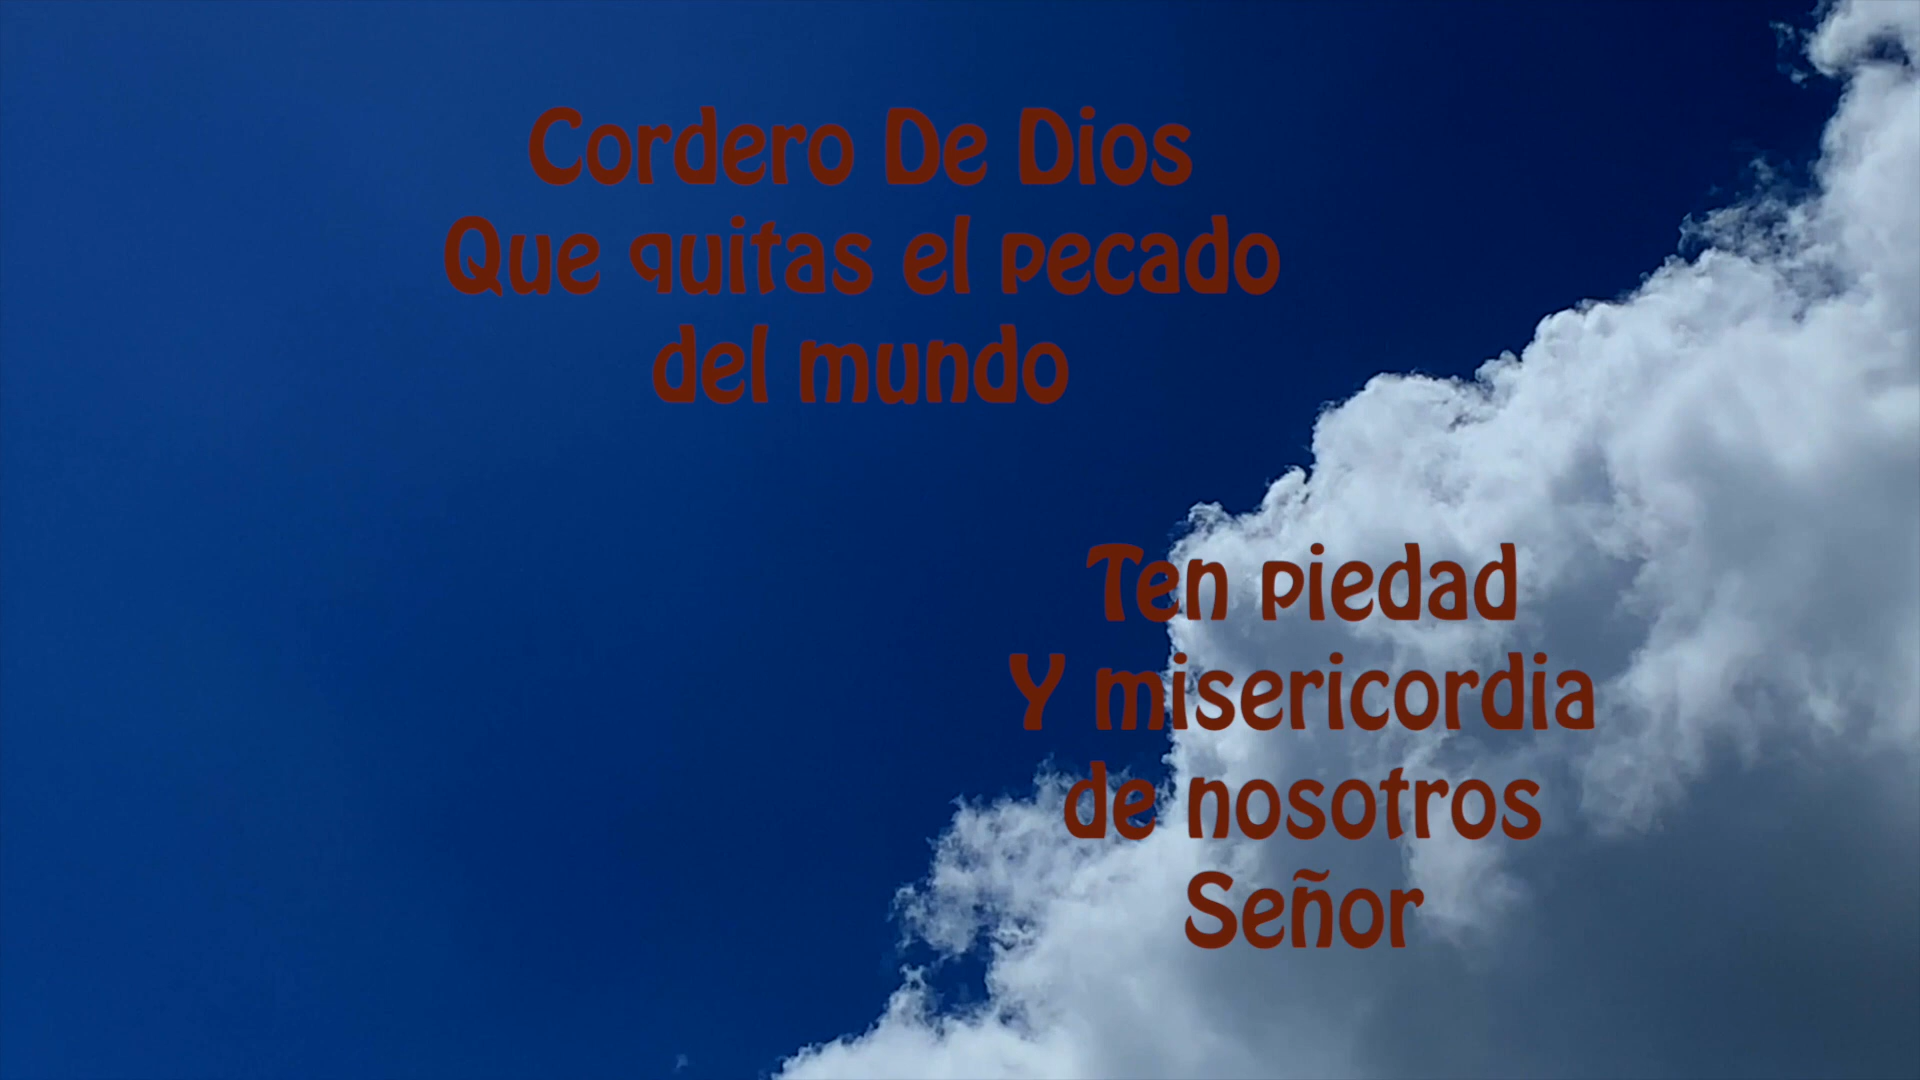 Cordero De Dios
Que quitas el pecado
del mundo
Ten piedad
Y misericordia
de nosotros
Señor